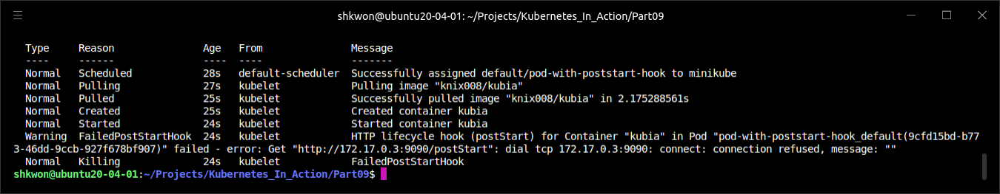 shkwon@ubuntu20-04-01: ~/Projects/Kubernetes_In_Action/Part09
Type Reason Age From Message
---- ------ ---- ---- -------
Normal Scheduled 28s default-scheduler Successfully assigned default/pod-with-poststart-hook to minikube
Normal Pulling 27s kubelet Pulling image "knix008/kubia"
Normal Pulled 25s kubelet Successfully pulled image "knix008/kubia" in 2.175288561s
Normal Created 25s kubelet Created container kubia
Normal Started 24s kubelet Started container kubia
Warning FailedPostStartHook 24s kubelet HTTP lifecycle hook (postStart) for Container "kubia" in Pod "pod-with-poststart-hook_default(9cfd15bd-b77
3-46dd-9ccb-927f678bf907)" failed - error: Get "http://172.17.0.3:9090/postStart": dial tcp 172.17.0.3:9090: connect: connection refused, message: ""
Normal Killing 24s kubelet FailedPostStartHook
shkwon@ubuntu20-04-01:~/Projects/Kubernetes_In_Action/Part09$